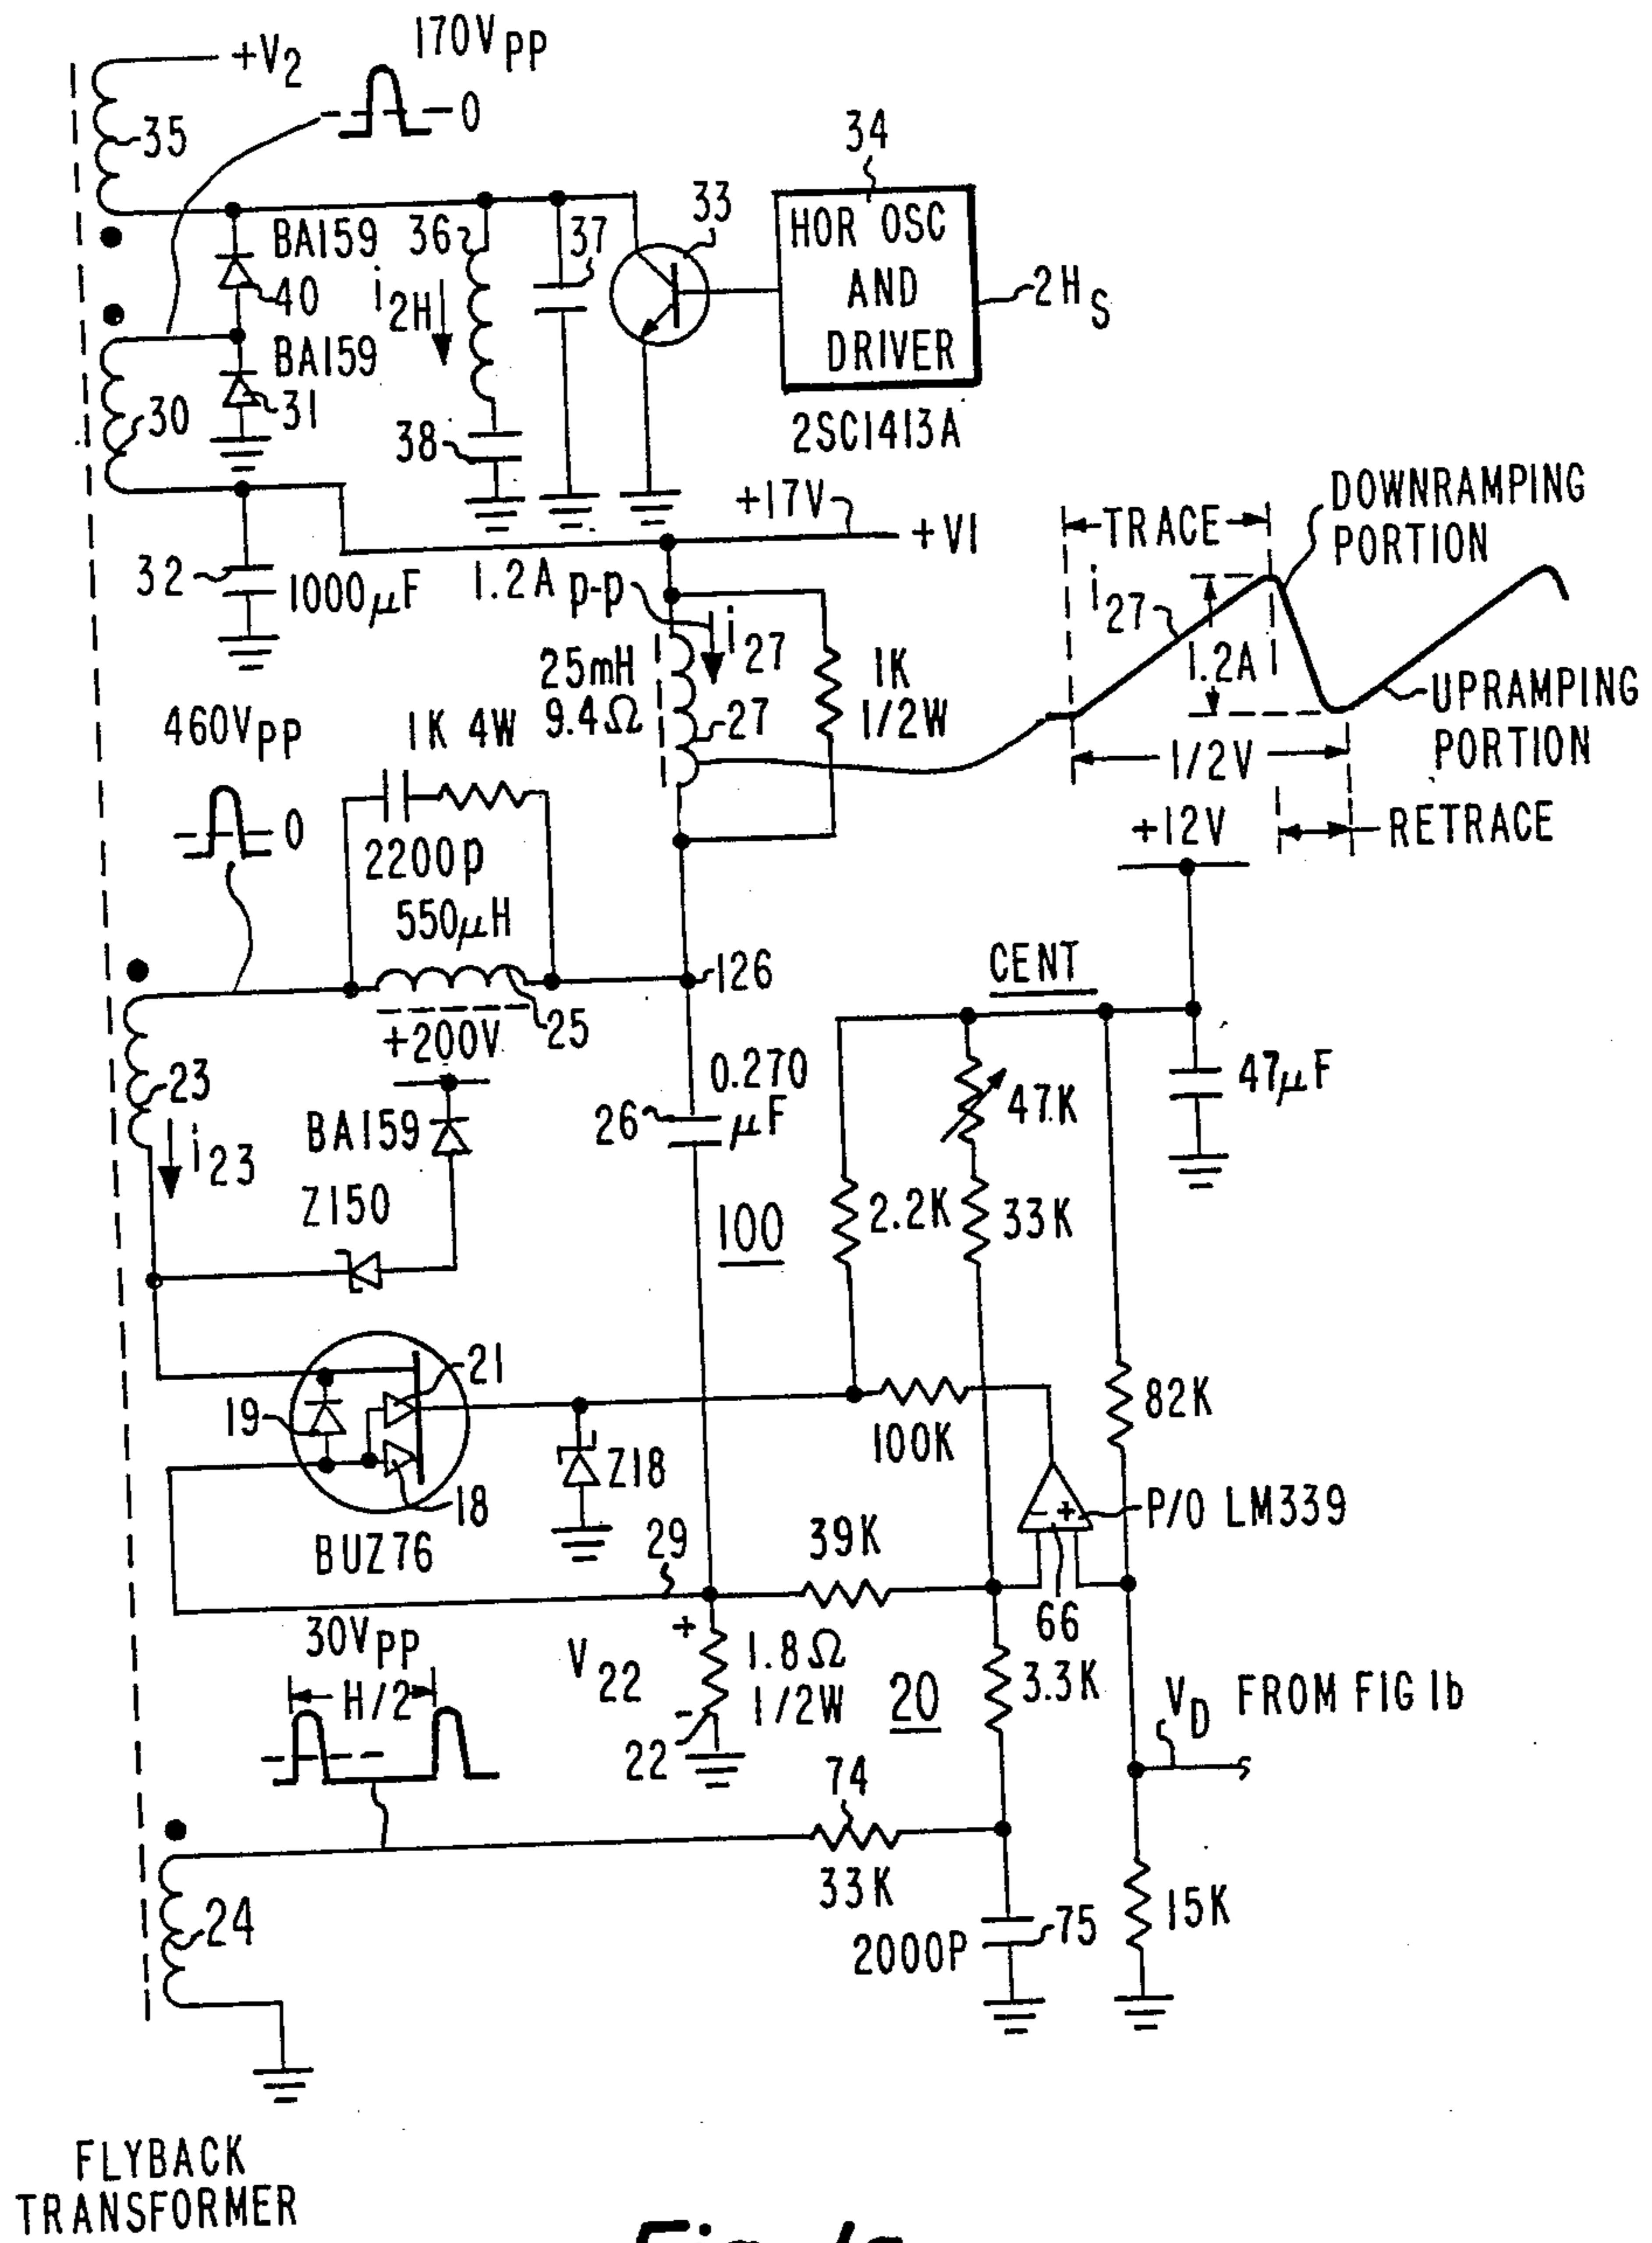 170Vpp
+V2
0
35
34
33
HOR OSC
AND
DRIVER
2HS
2SC1413A
BA159
40
36
i2H
37
BA159
31
30
38
+17V
+V1
TRACE
DOWNRAMPING
PORTION
32
1000μF
1.2A p-p
i27
i27
1.2A
25mH
9.4Ω
27
1K
1/2W
UPRAMPING
PORTION
1/2V
RETRACE
460Vpp
0
1K 4W
2200p
550μH
+12V
126
CENT
25
+200V
23
i23
BA159
Z150
0.270
μF
26
47K
47μF
100
2.2K
33K
21
19
18
BUZ76
Z18
100K
82K
P/O LM339
29
39K
66
30Vpp
H/2
V22
+
1.8Ω
1/2W
-
22
20
3.3K
VD FROM FIG 1b
74
33K
24
2000P
75
15K
FLYBACK
TRANSFORMER